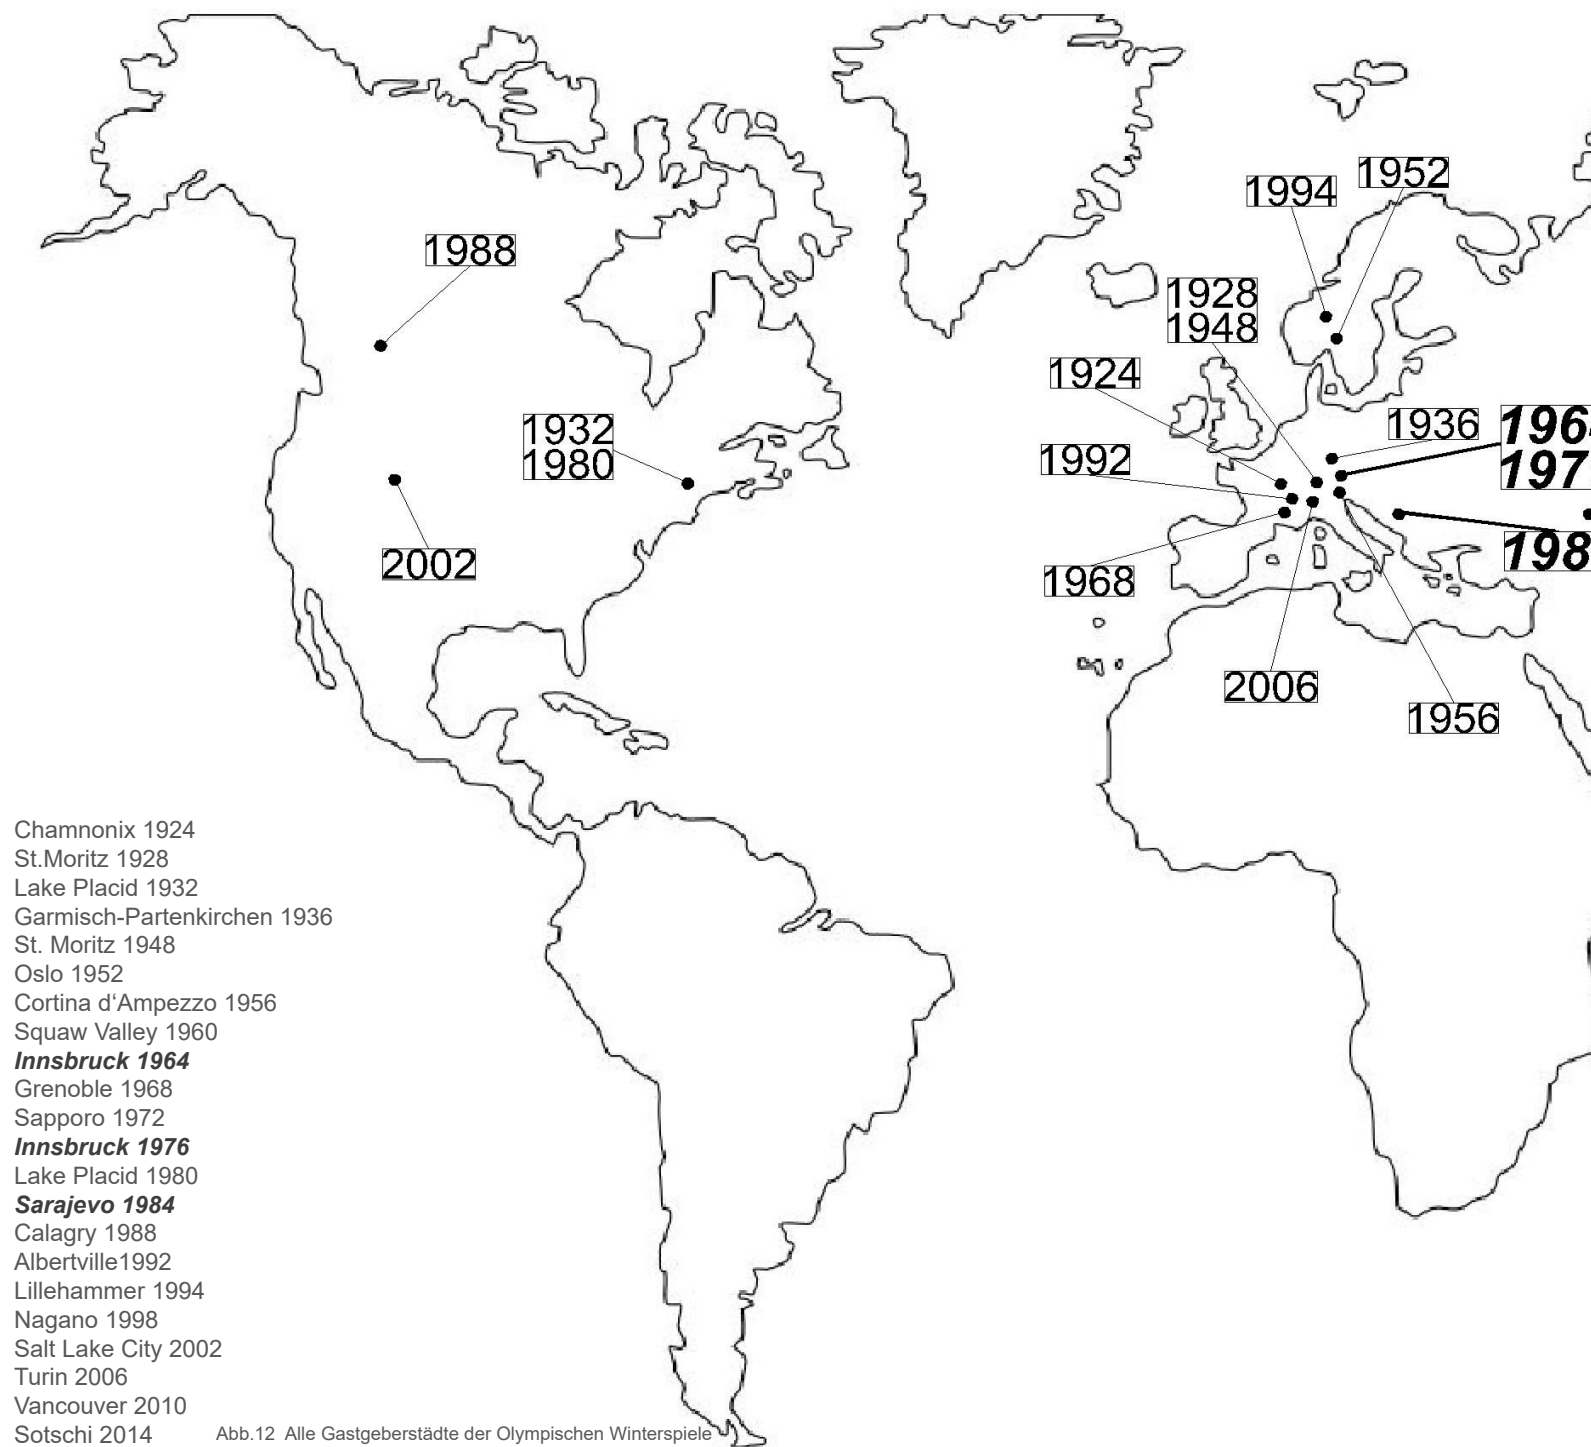 1994
1952
1988
1928
1948
1924
1932
1980
1936
1992
2002
1968
2006
1956
Chamnonix 1924
St.Moritz 1928
Lake Placid 1932
Garmisch-Partenkirchen 1936
St. Moritz 1948
Oslo 1952
Cortina d‘Ampezzo 1956
Squaw Valley 1960
Innsbruck 1964
Grenoble 1968
Sapporo 1972
Innsbruck 1976
Lake Placid 1980
Sarajevo 1984
Calagry 1988
Albertville1992
Lillehammer 1994
Nagano 1998
Salt Lake City 2002
Turin 2006
Vancouver 2010
Sotschi 2014
Abb.12 Alle Gastgeberstädte der Olympischen Winterspiele